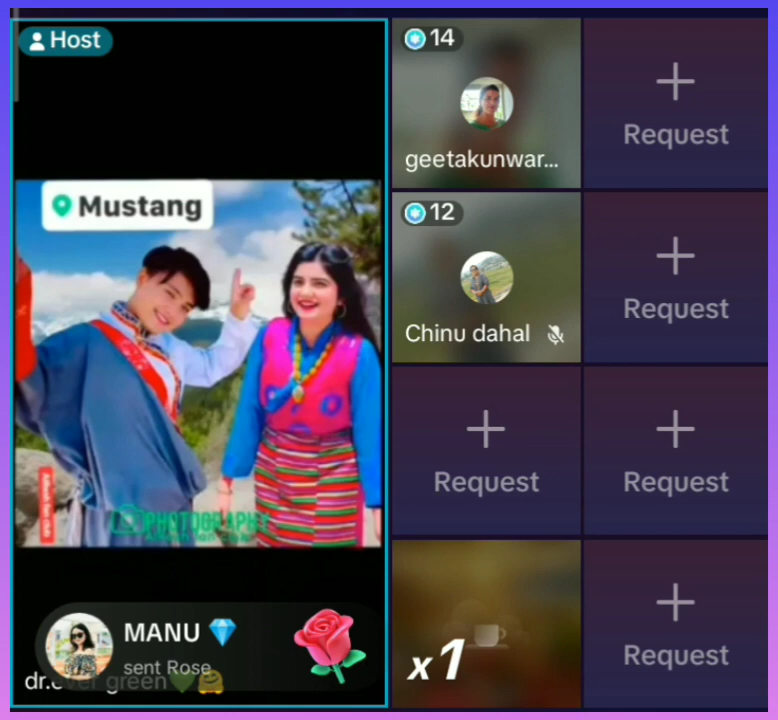 Host
Mustang
PHOTOGRAPHY
MANU
sent Rose
dr.ever green
14
geetakunwar...
12
Chinu dahal
x1
Request
Request
Request
Request
Request